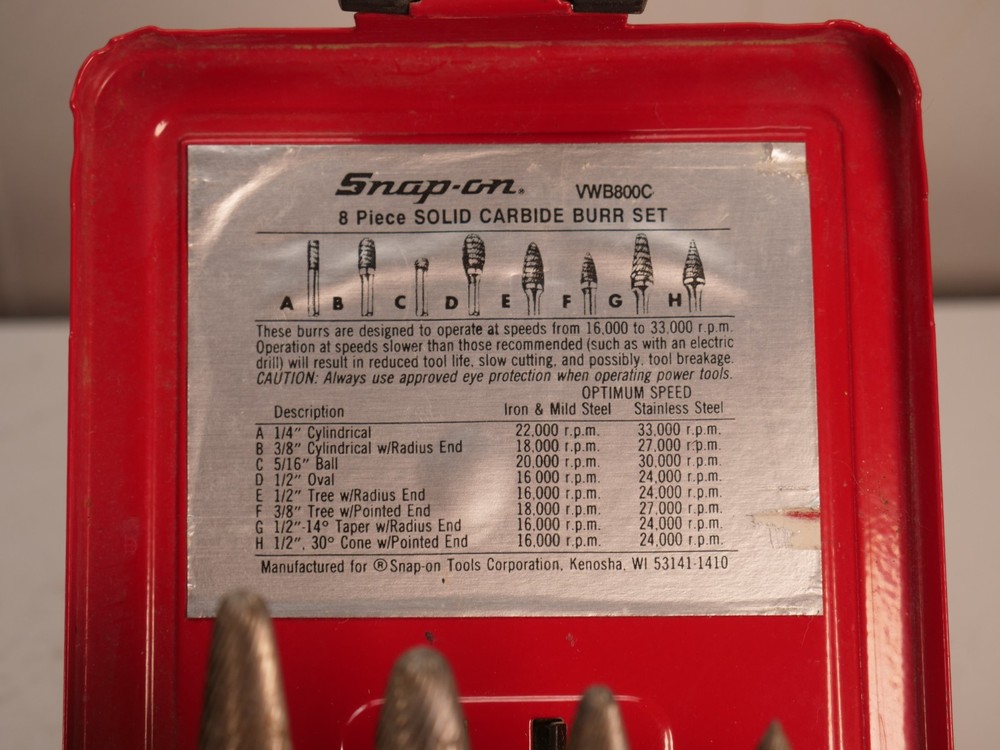 Snap-on® VWB800C
8 Piece SOLID CARBIDE BURR SET
A B C D E F G H
These burrs are designed to operate at speeds from 16,000 to 33,000 r.p.m.
Operation at speeds slower than those recommended (such as with an electric
drill) will result in reduced tool life, slow cutting, and possibly, tool breakage.
CAUTION: Always use approved eye protection when operating power tools.
OPTIMUM SPEED
Description Iron & Mild Steel Stainless Steel
A 1/4" Cylindrical 22,000 r.p.m. 33,000 r.p.m.
B 3/8" Cylindrical w/Radius End 18,000 r.p.m. 27,000 r.p.m.
C 5/16" Ball 20,000 r.p.m. 30,000 r.p.m.
D 1/2" Oval 16 000 r.p.m. 24,000 r.p.m.
E 1/2" Tree w/Radius End 16,000 r.p.m. 24,000 r.p.m.
F 3/8" Tree w/Pointed End 18,000 r.p.m. 27,000 r.p.m.
G 1/2"-14° Taper w/Radius End 16,000 r.p.m. 24,000 r.p.m.
H 1/2", 30° Cone w/Pointed End 16,000 r.p.m. 24,000 r.p.m.
Manufactured for ® Snap-on Tools Corporation, Kenosha, WI 53141-1410